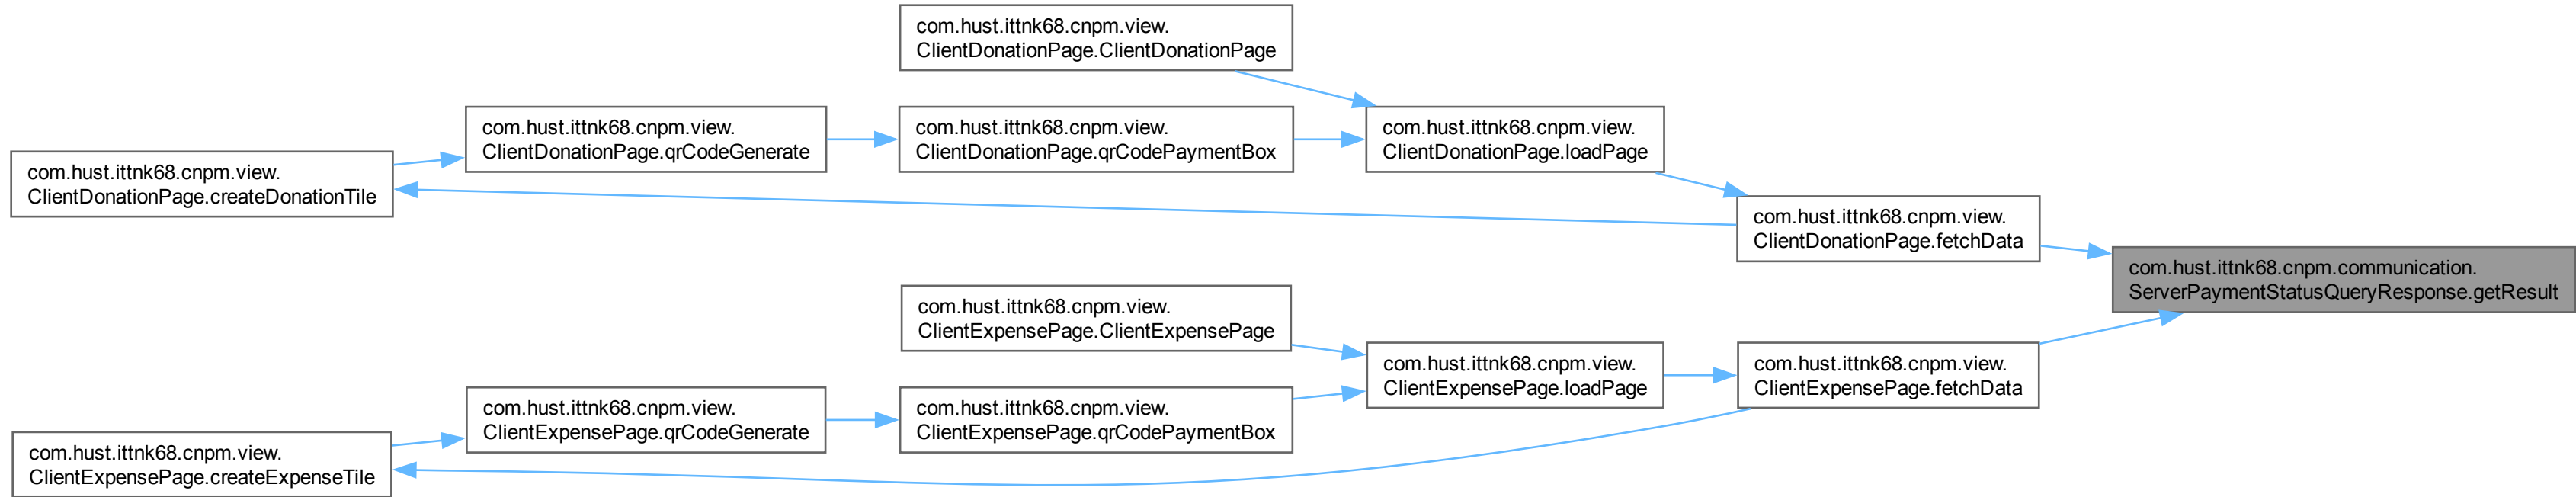 com.hust.ittnk68.cnpm.view.
ClientDonationPage.ClientDonationPage
com.hust.ittnk68.cnpm.view.
ClientDonationPage.createDonationTile
com.hust.ittnk68.cnpm.view.
ClientDonationPage.qrCodeGenerate
com.hust.ittnk68.cnpm.view.
ClientDonationPage.qrCodePaymentBox
com.hust.ittnk68.cnpm.view.
ClientDonationPage.loadPage
com.hust.ittnk68.cnpm.view.
ClientDonationPage.fetchData
com.hust.ittnk68.cnpm.communication.
ServerPaymentStatusQueryResponse.getResult
com.hust.ittnk68.cnpm.view.
ClientExpensePage.ClientExpensePage
com.hust.ittnk68.cnpm.view.
ClientExpensePage.createExpenseTile
com.hust.ittnk68.cnpm.view.
ClientExpensePage.qrCodeGenerate
com.hust.ittnk68.cnpm.view.
ClientExpensePage.qrCodePaymentBox
com.hust.ittnk68.cnpm.view.
ClientExpensePage.loadPage
com.hust.ittnk68.cnpm.view.
ClientExpensePage.fetchData